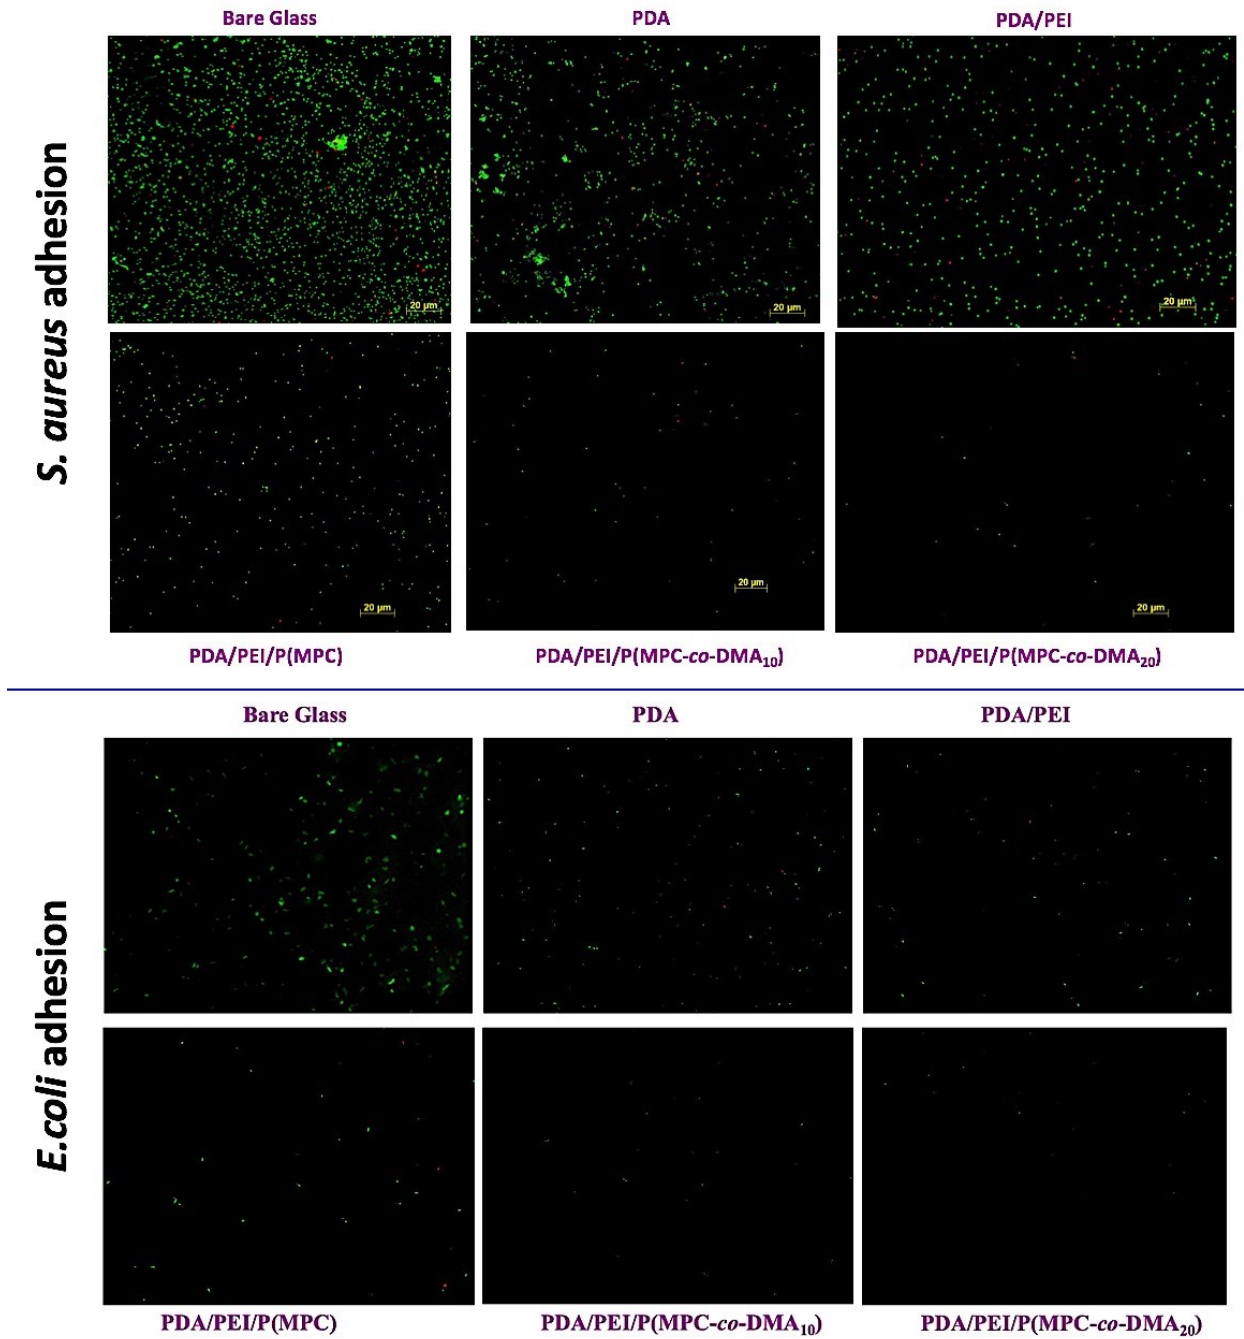 Bare Glass
PDA
PDA/PEI
S. aureus adhesion
20 µm
20 µm
20 µm
20 µm
20 µm
20 µm
PDA/PEI/P(MPC)
PDA/PEI/P(MPC-co-DMA₁₀)
PDA/PEI/P(MPC-co-DMA₂₀)
Bare Glass
PDA
PDA/PEI
E.coli adhesion
PDA/PEI/P(MPC)
PDA/PEI/P(MPC-co-DMA₁₀)
PDA/PEI/P(MPC-co-DMA₂₀)